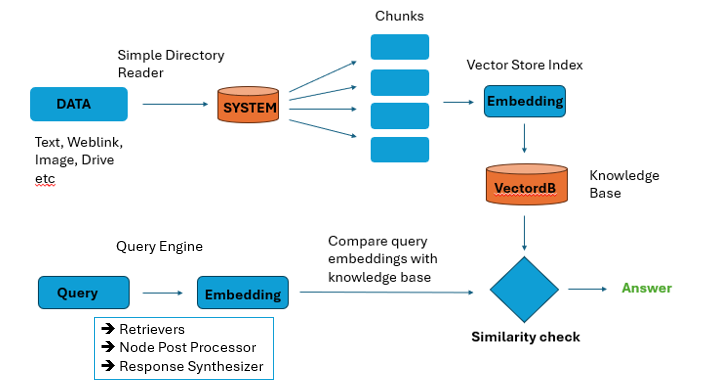 Chunks
Simple Directory
Reader
Vector Store Index
DATA
SYSTEM
Embedding
Text, Weblink,
Image, Drive
etc
VectordB
Knowledge
Base
Query Engine
Compare query
embeddings with
knowledge base
Query
Embedding
Answer
➔ Retrievers
➔ Node Post Processor
➔ Response Synthesizer
Similarity check